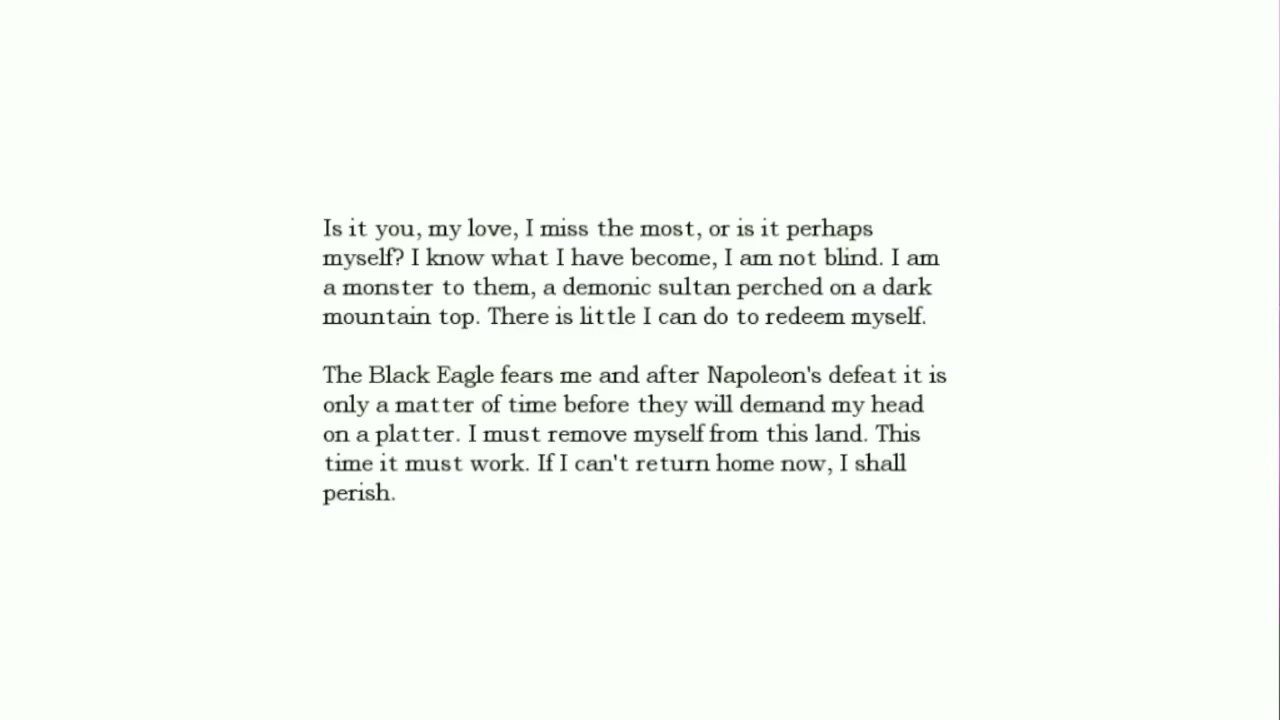 Is it you, my love, I miss the most, or is it perhaps
myself? I know what I have become, I am not blind. I am
a monster to them, a demonic sultan perched on a dark
mountain top. There is little I can do to redeem myself.
The Black Eagle fears me and after Napoleon's defeat it is
only a matter of time before they will demand my head
on a platter. I must remove myself from this land. This
time it must work. If I can't return home now, I shall
perish.